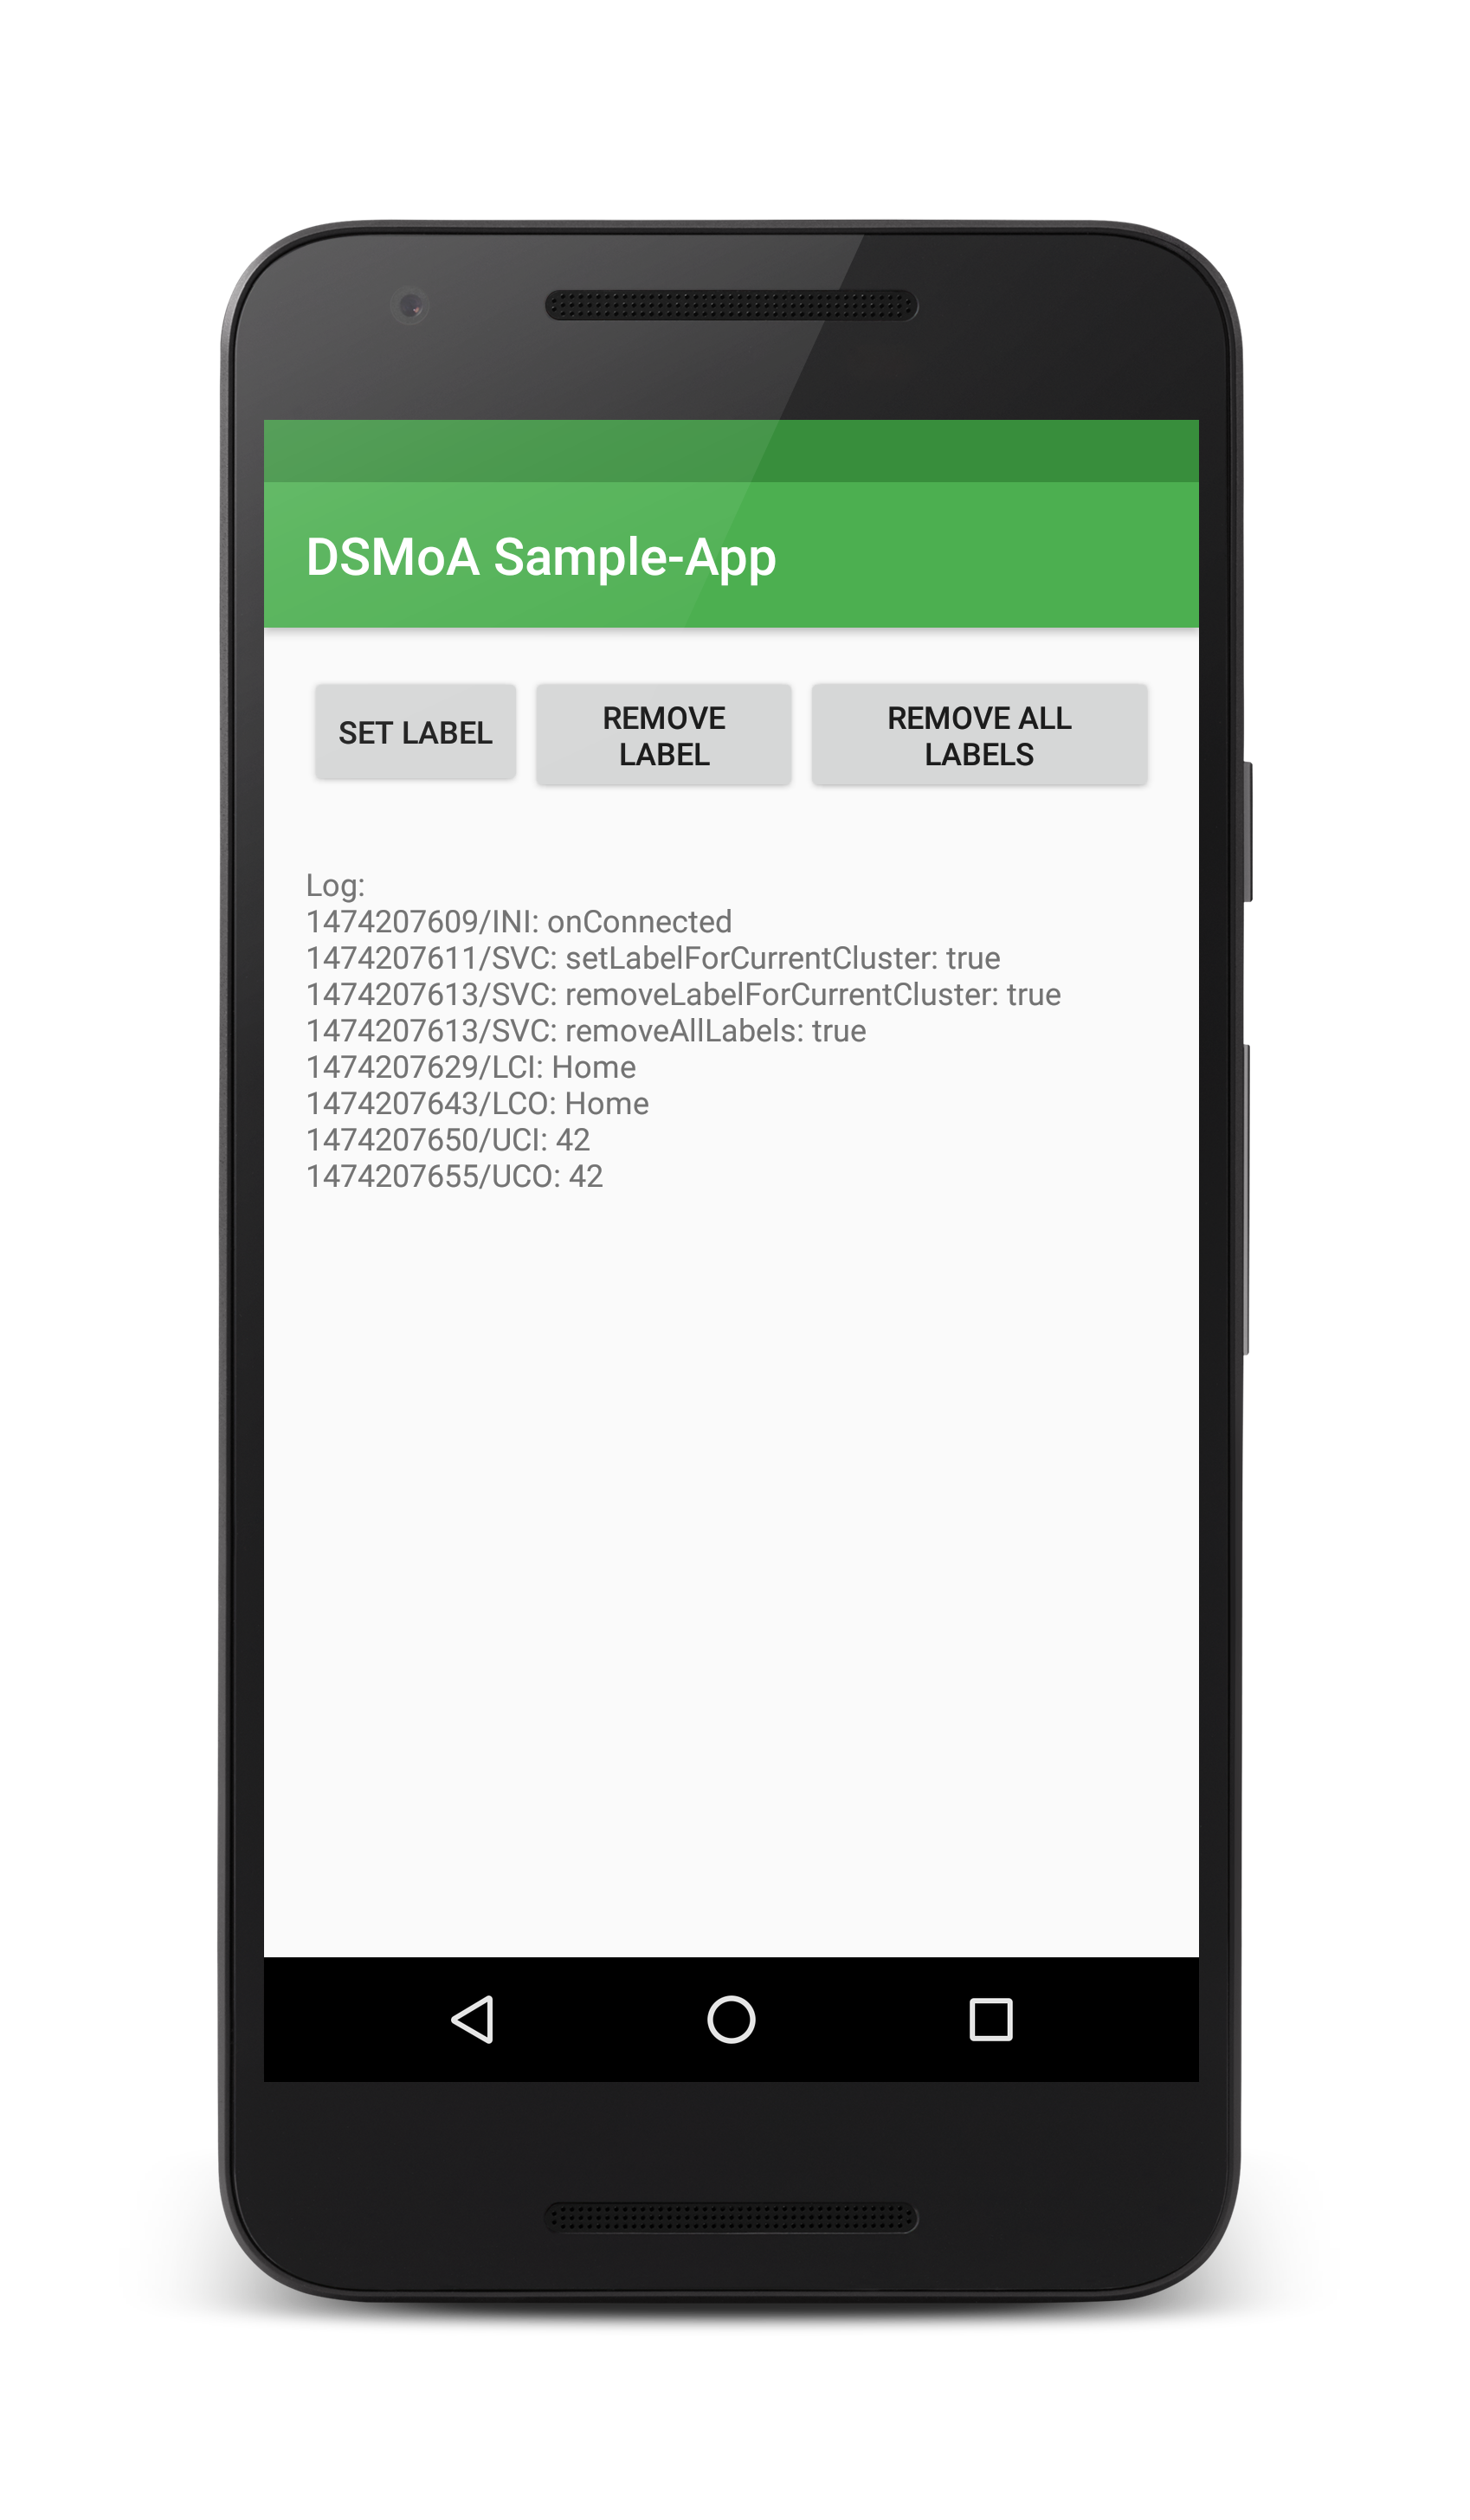 DSMoA Sample-App
SET LABEL
REMOVE
LABEL
REMOVE ALL
LABELS
Log:
1474207609/INI: onConnected
1474207611/SVC: setLabelForCurrentCluster: true
1474207613/SVC: removeLabelForCurrentCluster: true
1474207613/SVC: removeAllLabels: true
1474207629/LCI: Home
1474207643/LCO: Home
1474207650/UCI: 42
1474207655/UCO: 42